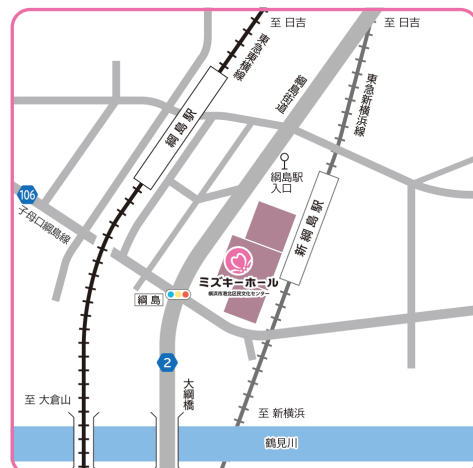 至 日吉
至 日吉
東急東横線
綱島街道
東急新横浜線
綱島駅
綱島駅
入口
新綱島駅
106
子母口綱島線
ミズキーホール
横浜市港北区民文化センター
綱島
2
大綱橋
至 大倉山
至 新横浜
鶴見川